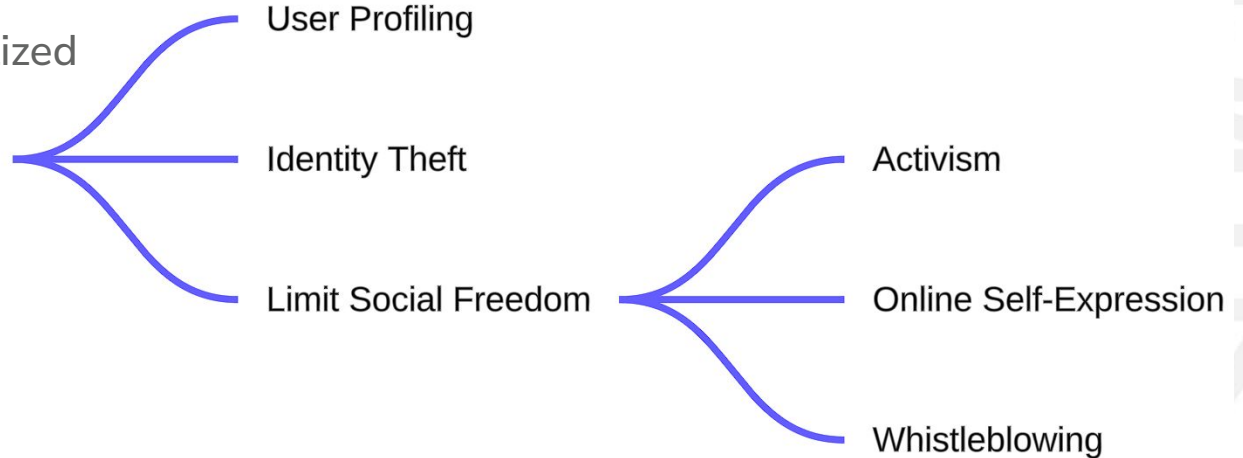 User Profiling
ized
Identity Theft
Activism
Limit Social Freedom
Online Self-Expression
Whistleblowing